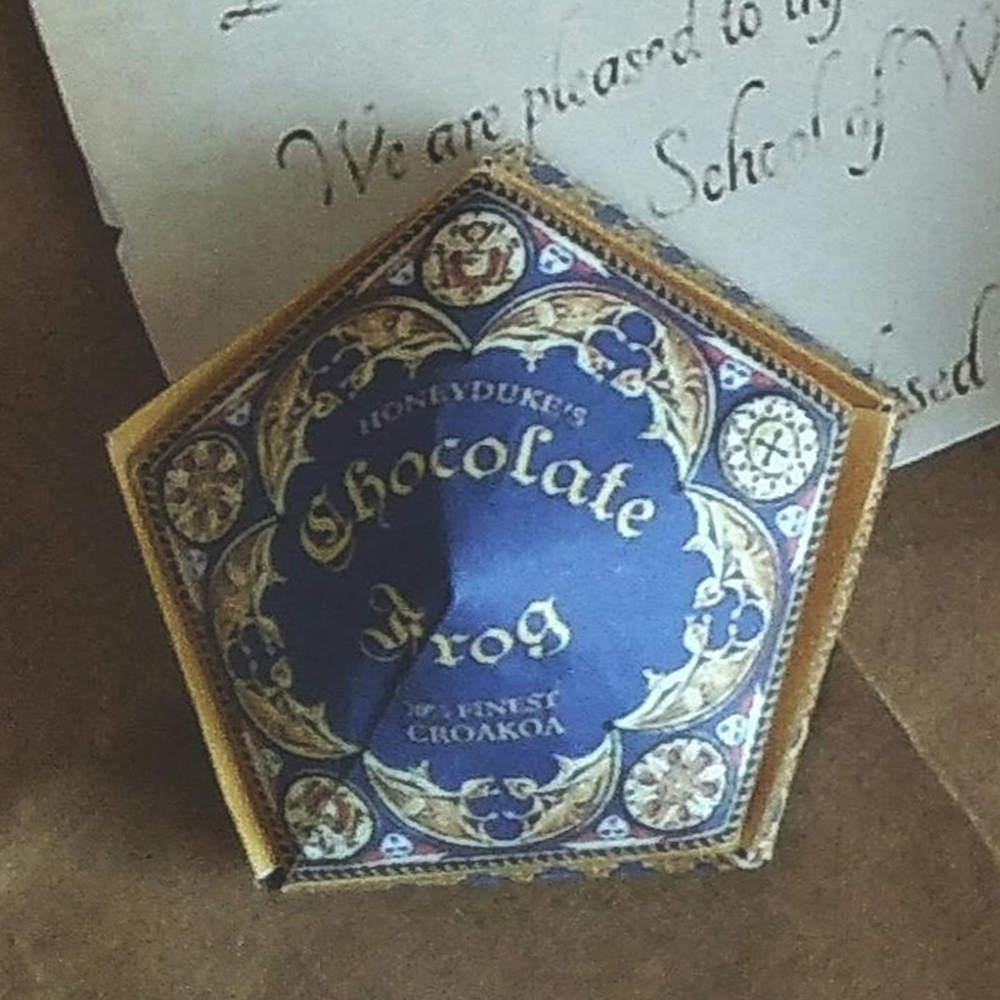 We are pleased to
School of W
HONEYDUKE'S
Chocolate
Frog
FINEST
CROAKOA